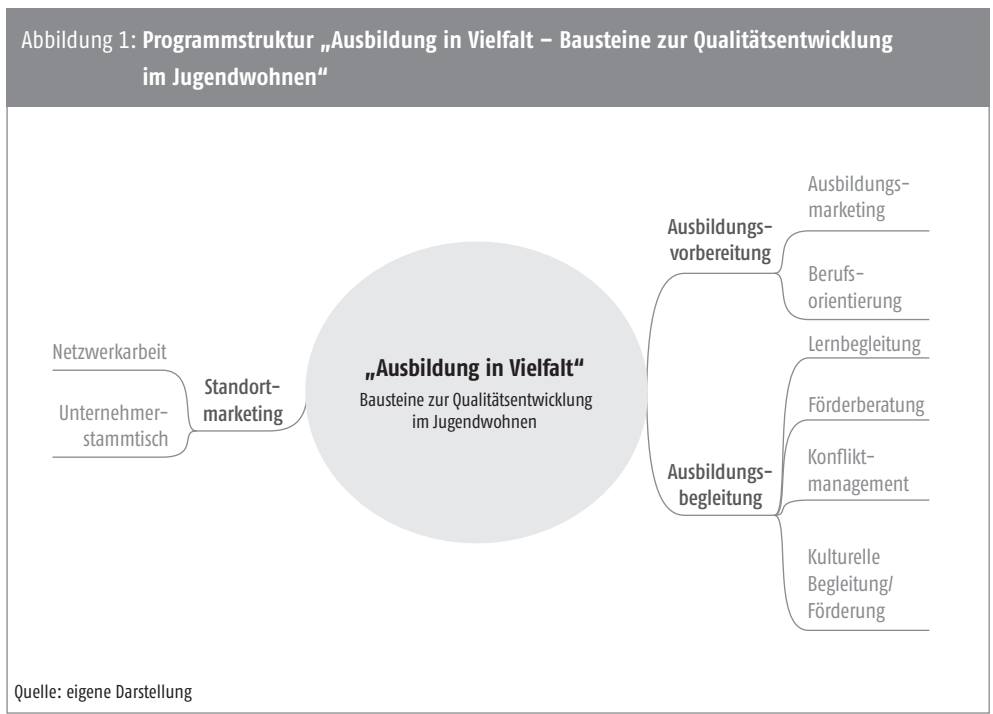 Abbildung 1: Programmstruktur „Ausbildung in Vielfalt – Bausteine zur Qualitätsentwicklung
im Jugendwohnen“
Netzwerkarbeit
Unternehmer-
stammtisch
Standort-
marketing
„Ausbildung in Vielfalt“
Bausteine zur Qualitätsentwicklung
im Jugendwohnen
Ausbildungs-
vorbereitung
Ausbildungs-
marketing
Berufs-
orientierung
Ausbildungs-
begleitung
Lernbegleitung
Förderberatung
Konflikt-
management
Kulturelle
Begleitung/
Förderung
Quelle: eigene Darstellung